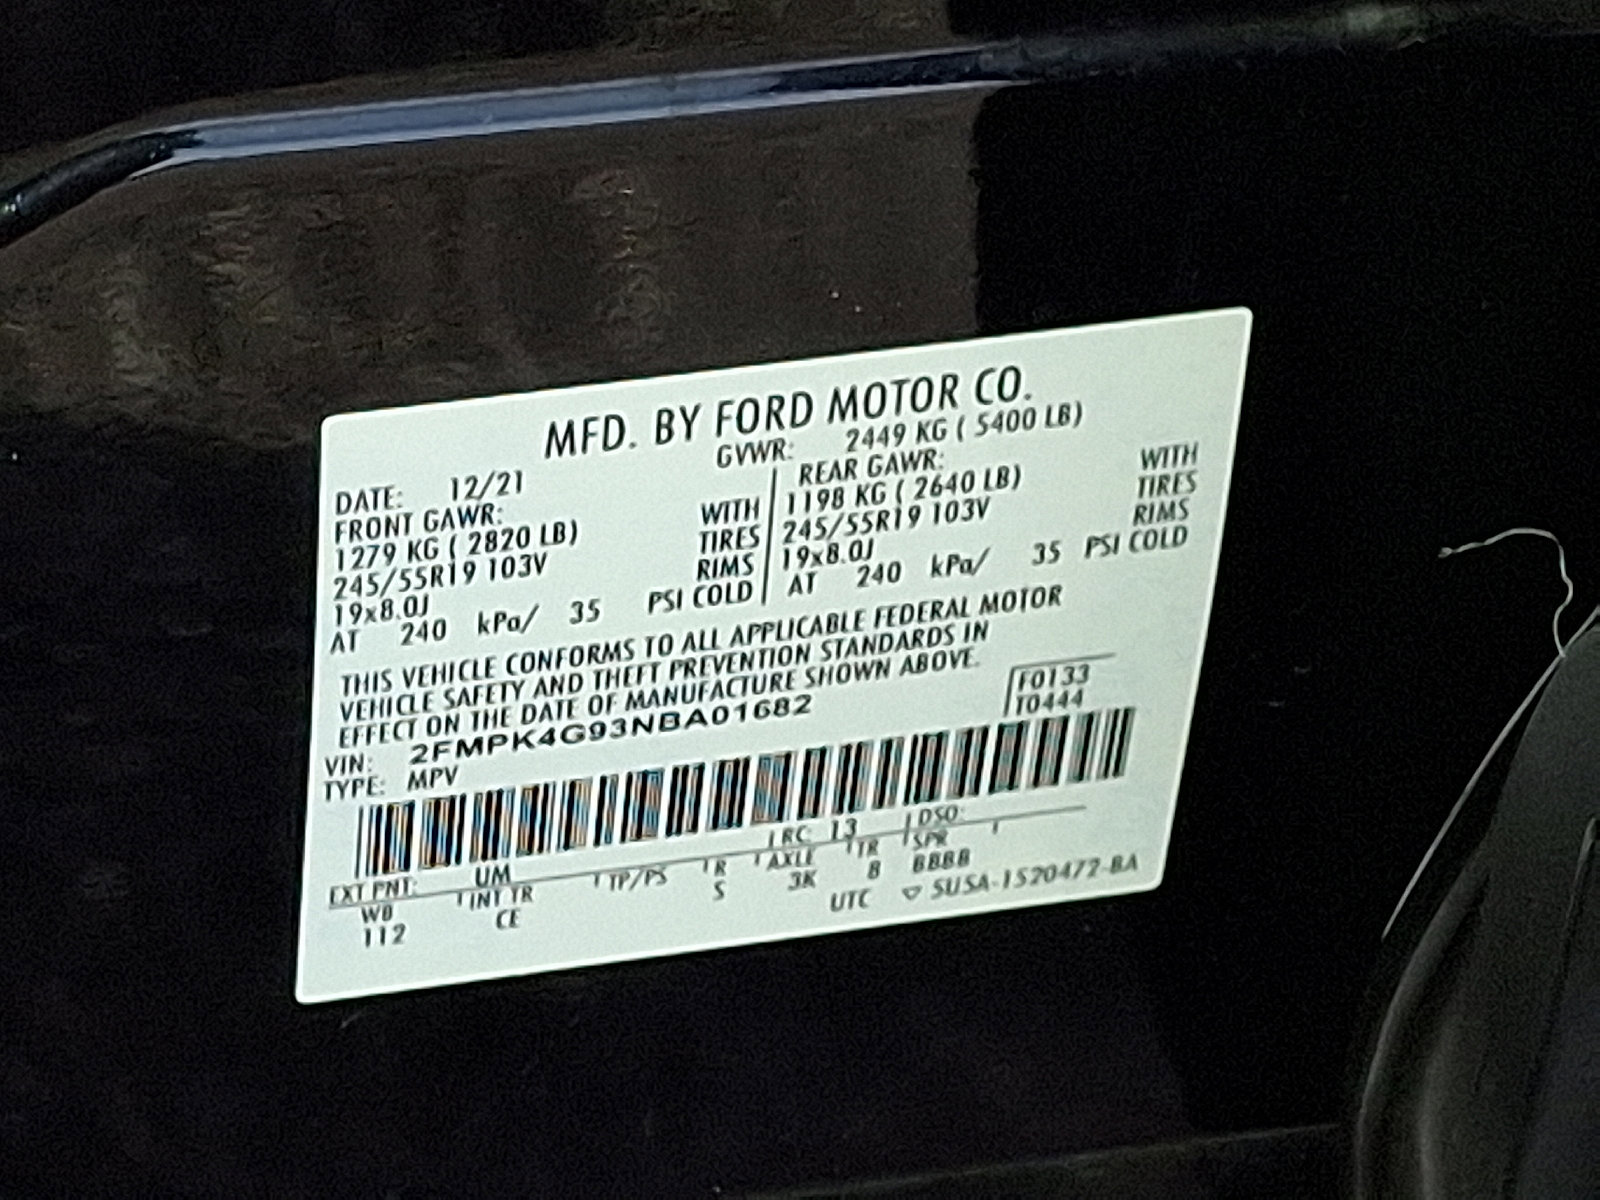 MFD. BY FORD MOTOR CO.
DATE: 12/21 GVWR: 2449 KG ( 5400 LB)
FRONT GAWR: WITH
1279 KG ( 2820 LB) TIRES
245/55R19 103V RIMS
19x8.0J
AT 240 kPa/ 35 PSI COLD
REAR GAWR: WITH
1198 KG ( 2640 LB) TIRES
245/55R19 103V RIMS
19x8.0J
AT 240 kPa/ 35 PSI COLD
THIS VEHICLE CONFORMS TO ALL APPLICABLE FEDERAL MOTOR
VEHICLE SAFETY AND THEFT PREVENTION STANDARDS IN
EFFECT ON THE DATE OF MANUFACTURE SHOWN ABOVE.
VIN: 2FMPK4G93NBA01682
TYPE: MPV
F0133
T0444
EXT PNT: UM RC: 13 DSO:
WB INT TR TP/PS R AXLE TR SPR
112 CE S 3K 8 BBBB
UTC ▽ 5U5A-1520472-BA